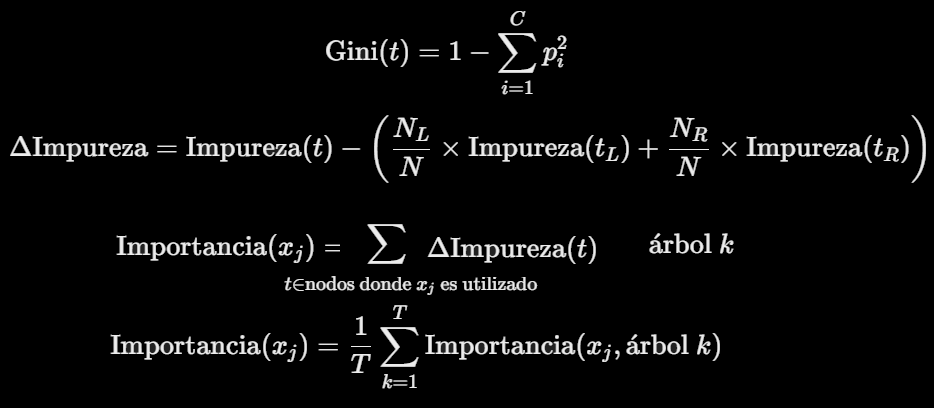 Gini(t) = 1 − ∑_{i=1}^{C} p_i^2
ΔImpureza = Impureza(t) − ( N_L/N × Impureza(t_L) + N_R/N × Impureza(t_R) )
Importancia(x_j) = ∑_{t∈nodos donde x_j es utilizado} ΔImpureza(t) árbol k
Importancia(x_j) = 1/T ∑_{k=1}^{T} Importancia(x_j, árbol k)